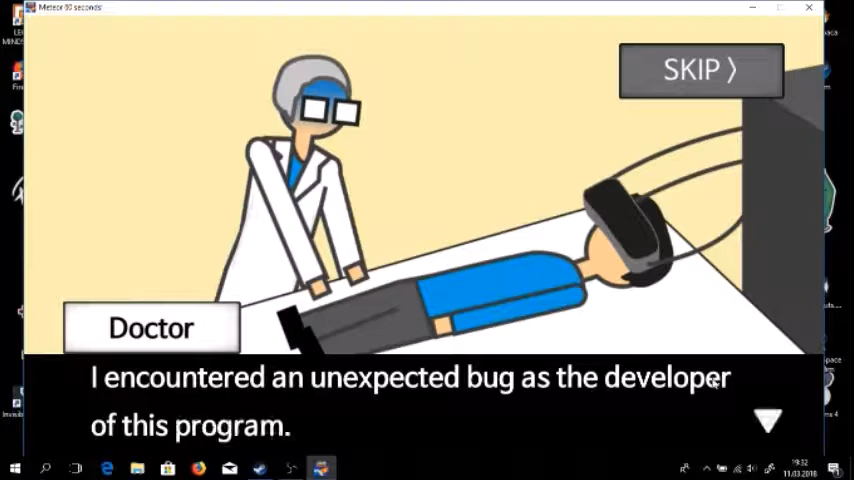 Meteor 60 seconds!
SKIP 〉
Doctor
I encountered an unexpected bug as the developer
of this program.
19:32
11.03.2018